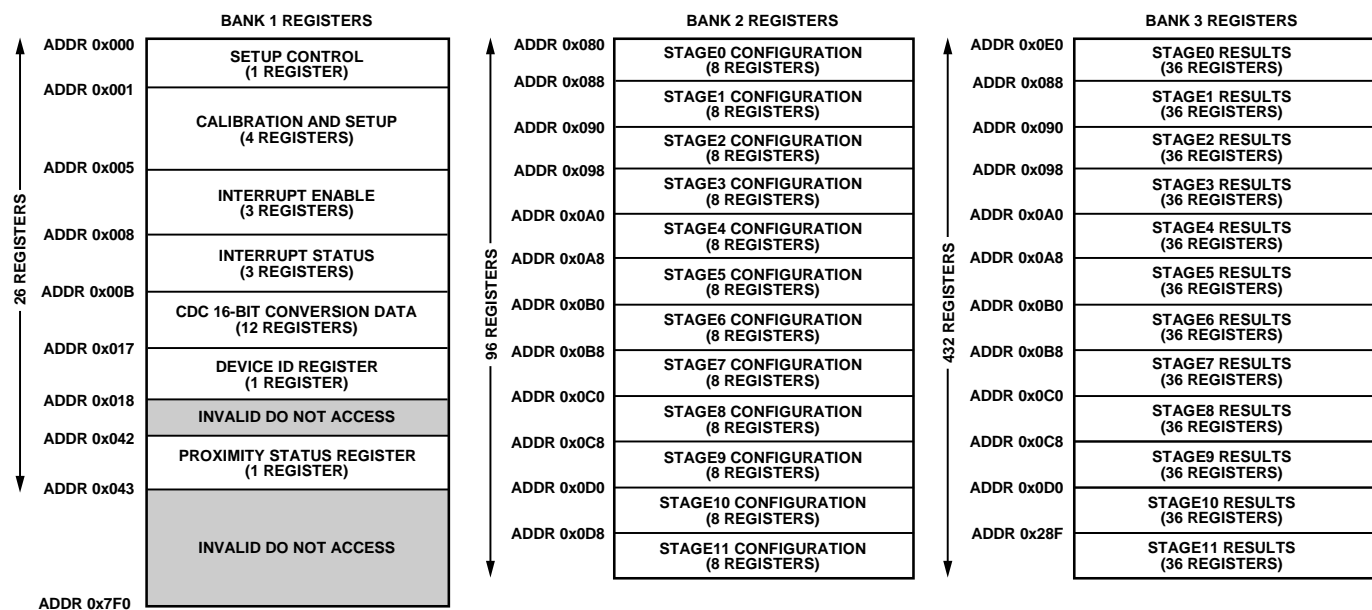 BANK 1 REGISTERS
26 REGISTERS
ADDR 0x000
SETUP CONTROL
(1 REGISTER)
ADDR 0x001
CALIBRATION AND SETUP
(4 REGISTERS)
ADDR 0x005
INTERRUPT ENABLE
(3 REGISTERS)
ADDR 0x008
INTERRUPT STATUS
(3 REGISTERS)
ADDR 0x00B
CDC 16-BIT CONVERSION DATA
(12 REGISTERS)
ADDR 0x017
DEVICE ID REGISTER
(1 REGISTER)
ADDR 0x018
INVALID DO NOT ACCESS
ADDR 0x042
PROXIMITY STATUS REGISTER
(1 REGISTER)
ADDR 0x043
INVALID DO NOT ACCESS
ADDR 0x7F0
BANK 2 REGISTERS
96 REGISTERS
ADDR 0x080
STAGE0 CONFIGURATION
(8 REGISTERS)
ADDR 0x088
STAGE1 CONFIGURATION
(8 REGISTERS)
ADDR 0x090
STAGE2 CONFIGURATION
(8 REGISTERS)
ADDR 0x098
STAGE3 CONFIGURATION
(8 REGISTERS)
ADDR 0x0A0
STAGE4 CONFIGURATION
(8 REGISTERS)
ADDR 0x0A8
STAGE5 CONFIGURATION
(8 REGISTERS)
ADDR 0x0B0
STAGE6 CONFIGURATION
(8 REGISTERS)
ADDR 0x0B8
STAGE7 CONFIGURATION
(8 REGISTERS)
ADDR 0x0C0
STAGE8 CONFIGURATION
(8 REGISTERS)
ADDR 0x0C8
STAGE9 CONFIGURATION
(8 REGISTERS)
ADDR 0x0D0
STAGE10 CONFIGURATION
(8 REGISTERS)
ADDR 0x0D8
STAGE11 CONFIGURATION
(8 REGISTERS)
BANK 3 REGISTERS
432 REGISTERS
ADDR 0x0E0
STAGE0 RESULTS
(36 REGISTERS)
ADDR 0x088
STAGE1 RESULTS
(36 REGISTERS)
ADDR 0x090
STAGE2 RESULTS
(36 REGISTERS)
ADDR 0x098
STAGE3 RESULTS
(36 REGISTERS)
ADDR 0x0A0
STAGE4 RESULTS
(36 REGISTERS)
ADDR 0x0A8
STAGE5 RESULTS
(36 REGISTERS)
ADDR 0x0B0
STAGE6 RESULTS
(36 REGISTERS)
ADDR 0x0B8
STAGE7 RESULTS
(36 REGISTERS)
ADDR 0x0C0
STAGE8 RESULTS
(36 REGISTERS)
ADDR 0x0C8
STAGE9 RESULTS
(36 REGISTERS)
ADDR 0x0D0
STAGE10 RESULTS
(36 REGISTERS)
ADDR 0x28F
STAGE11 RESULTS
(36 REGISTERS)